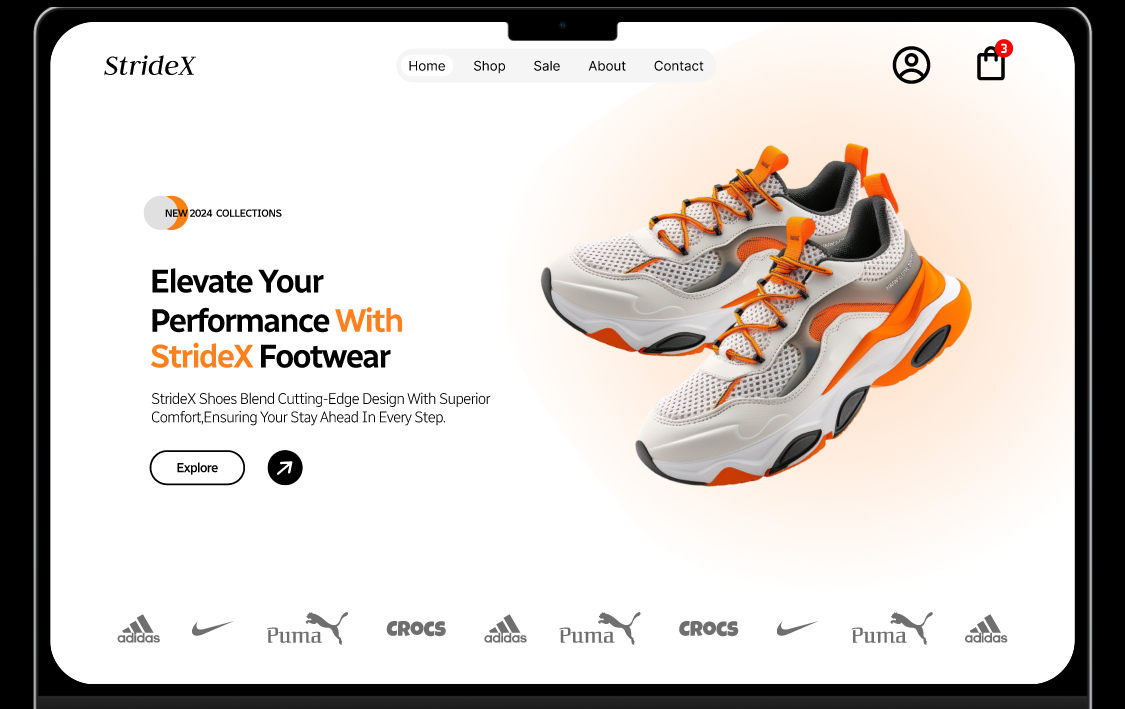 StrideX
Home Shop Sale About Contact
3
NEW 2024 COLLECTIONS
Elevate Your
Performance With
StrideX Footwear
StrideX Shoes Blend Cutting-Edge Design With Superior
Comfort,Ensuring Your Stay Ahead In Every Step.
Explore
adidas Puma CROCS adidas Puma CROCS Puma adidas